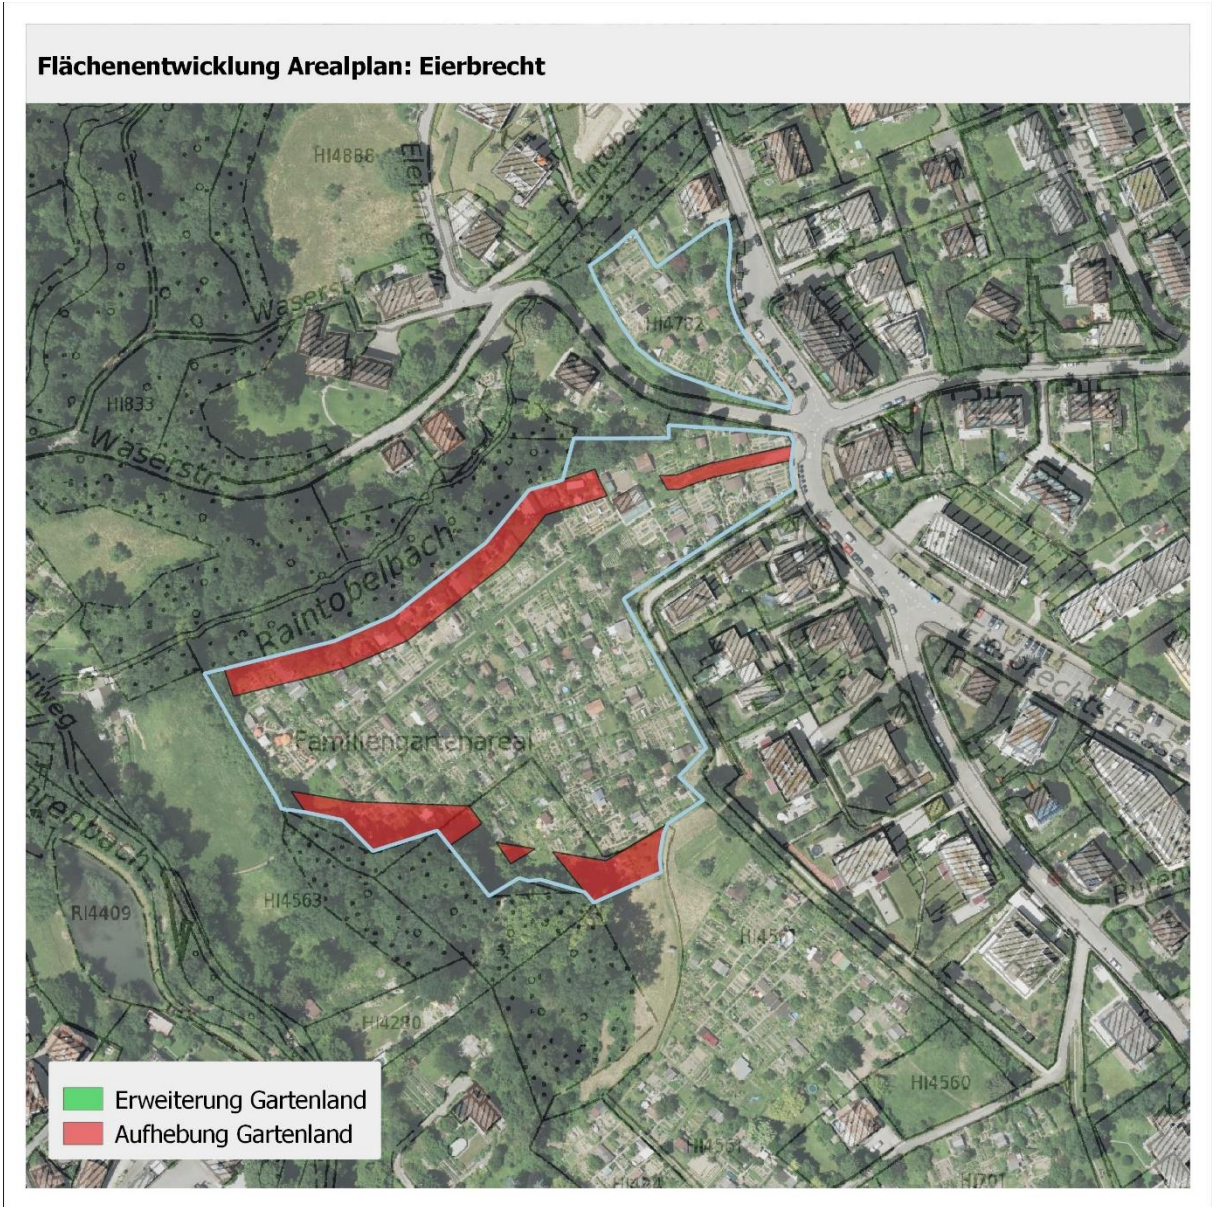 Flächenentwicklung Arealplan: Eierbrecht
HI4888
Waserstr
HI4782
HI833
Waserstr.
Raintobelbach
Familiengartenareal
RI4409
HI4563
HI4280
HI4560
Erweiterung Gartenland
Aufhebung Gartenland